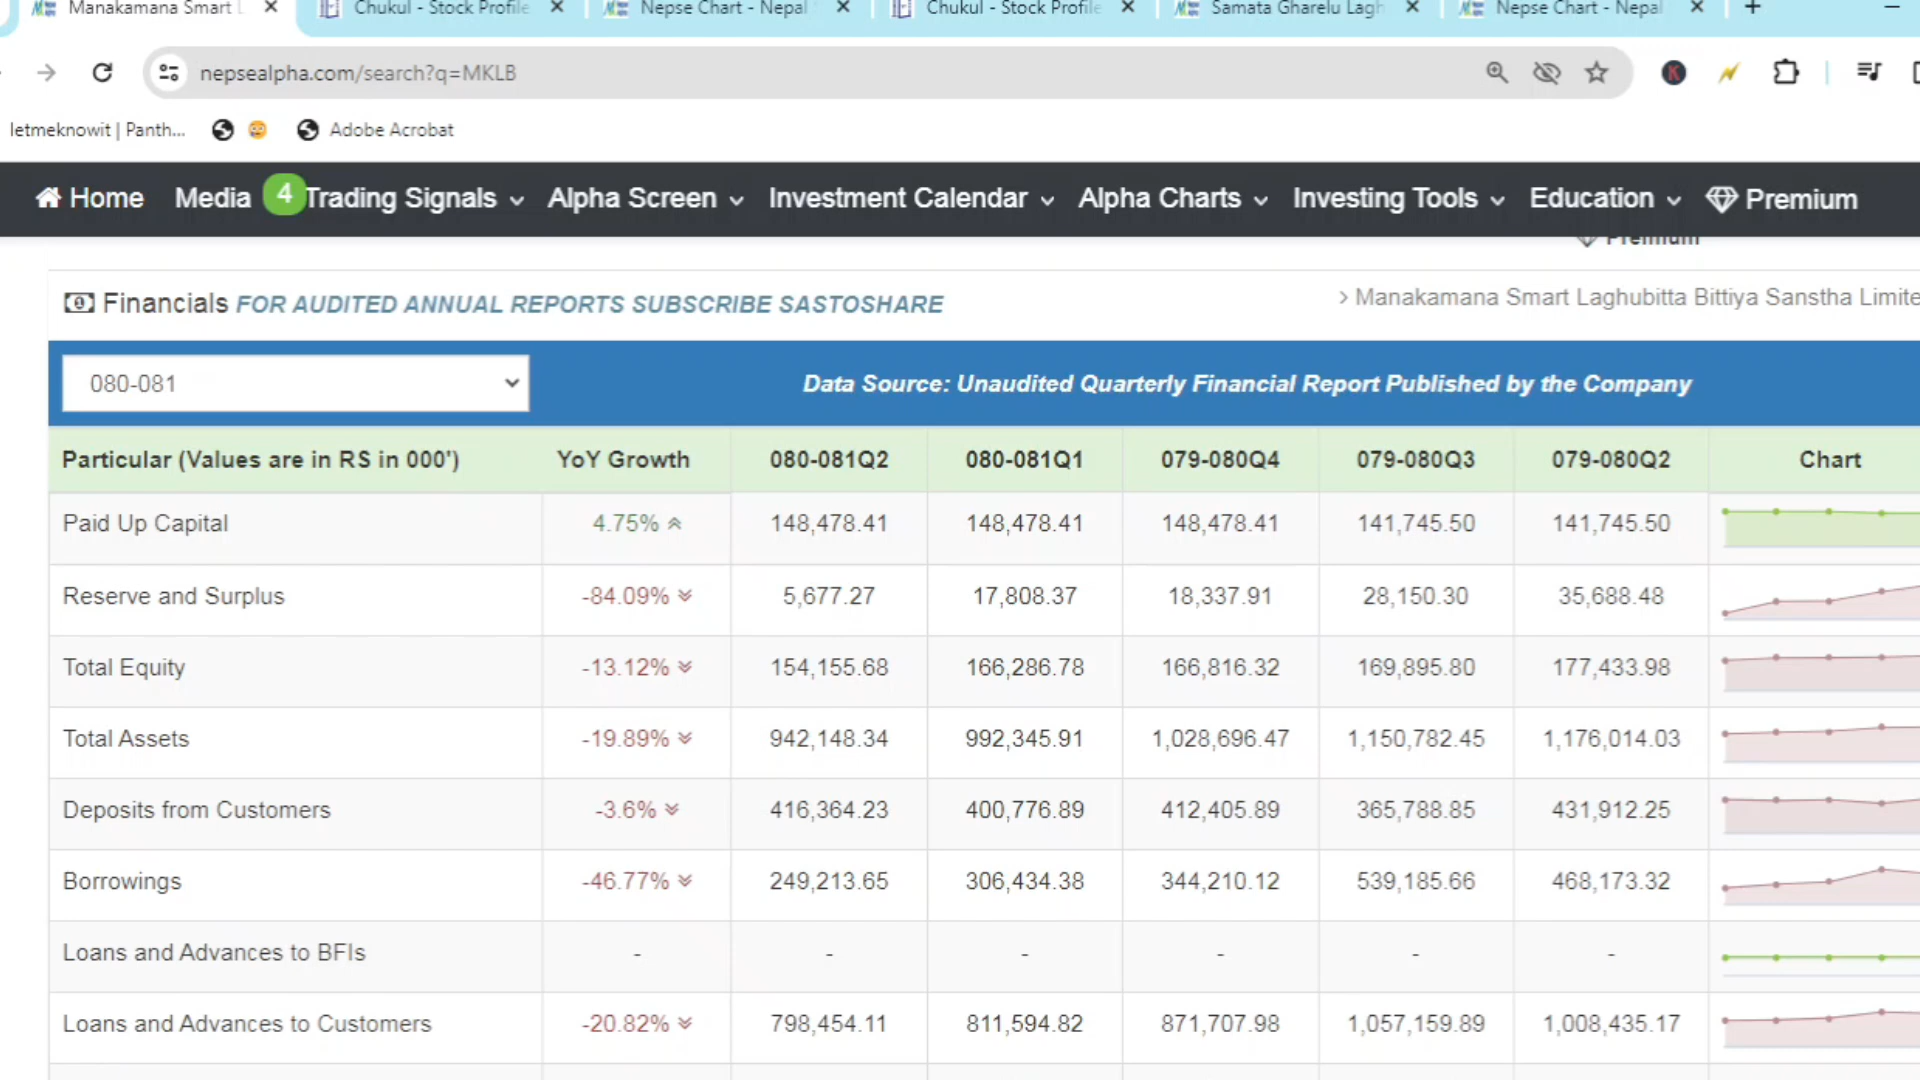 Manakamana Smart L
Chukul - Stock Profile
Nepse Chart - Nepal
Chukul - Stock Profile
Samata Gharelu Lagh
Nepse Chart - Nepal
nepsealpha.com/search?q=MKLB
K
letmeknowit | Panth...
Adobe Acrobat
Home
Media
4
Trading Signals
Alpha Screen
Investment Calendar
Alpha Charts
Investing Tools
Education
Premium
Premium
Financials FOR AUDITED ANNUAL REPORTS SUBSCRIBE SASTOSHARE
> Manakamana Smart Laghubitta Bittiya Sanstha Limite
080-081
Data Source: Unaudited Quarterly Financial Report Published by the Company
Particular (Values are in RS in 000') YoY Growth 080-081Q2 080-081Q1 079-080Q4 079-080Q3 079-080Q2 Chart
Paid Up Capital 4.75% 148,478.41 148,478.41 148,478.41 141,745.50 141,745.50
Reserve and Surplus -84.09% 5,677.27 17,808.37 18,337.91 28,150.30 35,688.48
Total Equity -13.12% 154,155.68 166,286.78 166,816.32 169,895.80 177,433.98
Total Assets -19.89% 942,148.34 992,345.91 1,028,696.47 1,150,782.45 1,176,014.03
Deposits from Customers -3.6% 416,364.23 400,776.89 412,405.89 365,788.85 431,912.25
Borrowings -46.77% 249,213.65 306,434.38 344,210.12 539,185.66 468,173.32
Loans and Advances to BFIs - - - - - -
Loans and Advances to Customers -20.82% 798,454.11 811,594.82 871,707.98 1,057,159.89 1,008,435.17